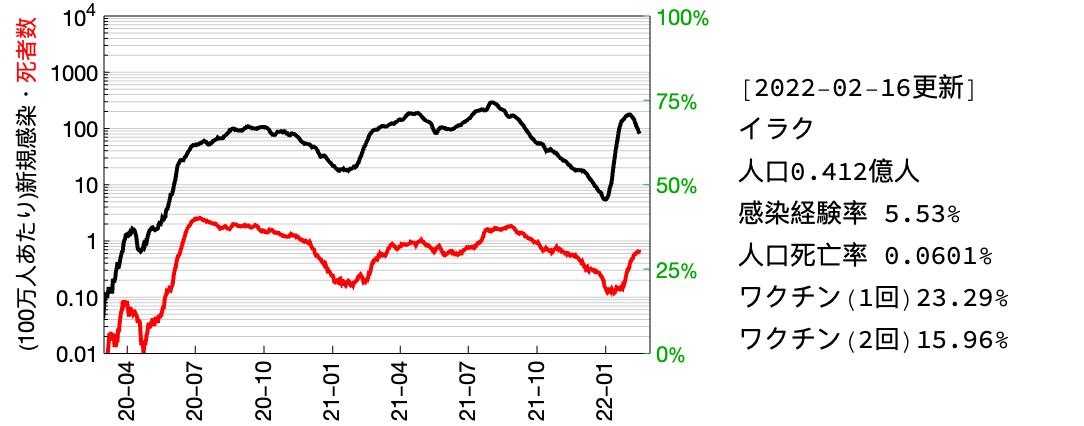 (100万人あたり)新規感染・死者数
10^4
1000
100
10
1
0.10
0.01
100%
75%
50%
25%
0%
20-04
20-07
20-10
21-01
21-04
21-07
21-10
22-01
[2022-02-16更新]
イラク
人口0.412億人
感染経験率 5.53%
人口死亡率 0.0601%
ワクチン(1回)23.29%
ワクチン(2回)15.96%